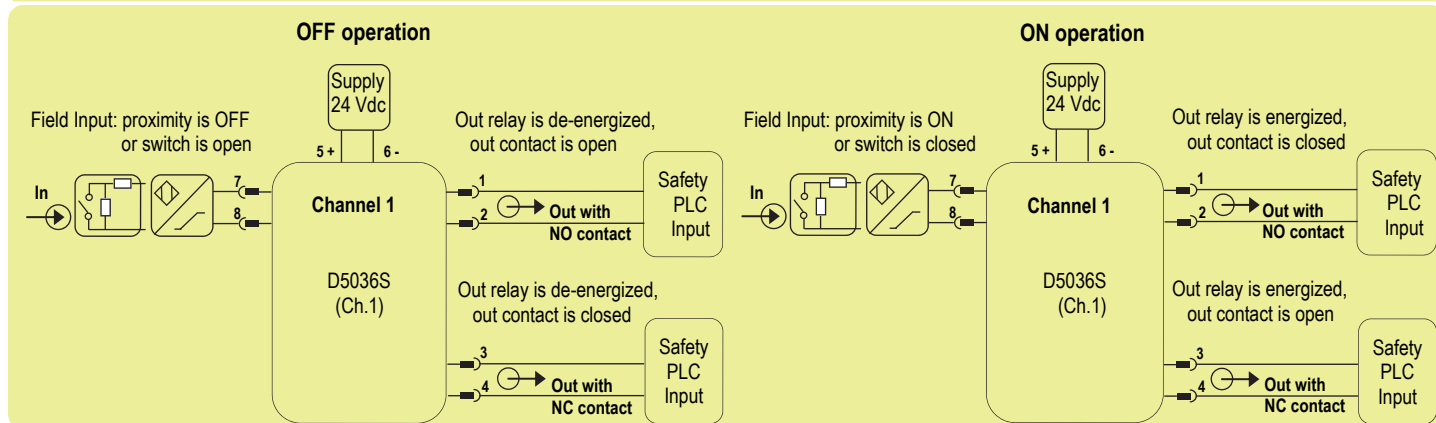 OFF operation
Supply
24 Vdc
Field Input: proximity is OFF
or switch is open
5 +
6 -
Out relay is de-energized,
out contact is open
In
7
8
Channel 1
1
2
Out with
NO contact
Safety
PLC
Input
D5036S
(Ch.1)
Out relay is de-energized,
out contact is closed
3
4
Out with
NC contact
Safety
PLC
Input
ON operation
Supply
24 Vdc
Field Input: proximity is ON
or switch is closed
5 +
6 -
Out relay is energized,
out contact is closed
In
7
8
Channel 1
1
2
Out with
NO contact
Safety
PLC
Input
D5036S
(Ch.1)
Out relay is energized,
out contact is open
3
4
Out with
NC contact
Safety
PLC
Input